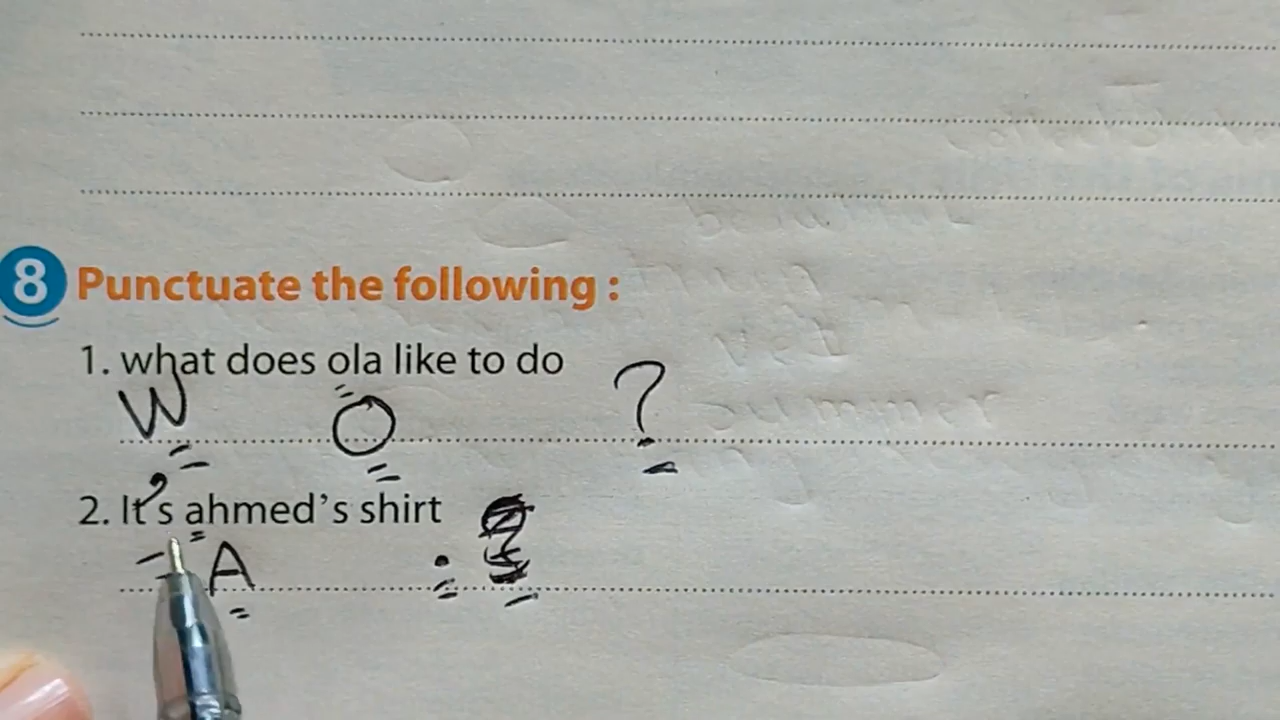 8 Punctuate the following :
1. what does ola like to do
W O ?
2. It's ahmed's shirt
A .